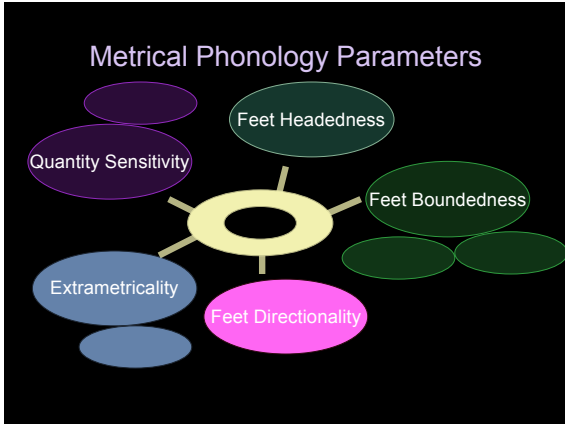 Metrical Phonology Parameters
Feet Headedness
Quantity Sensitivity
Feet Boundedness
Extrametricality
Feet Directionality